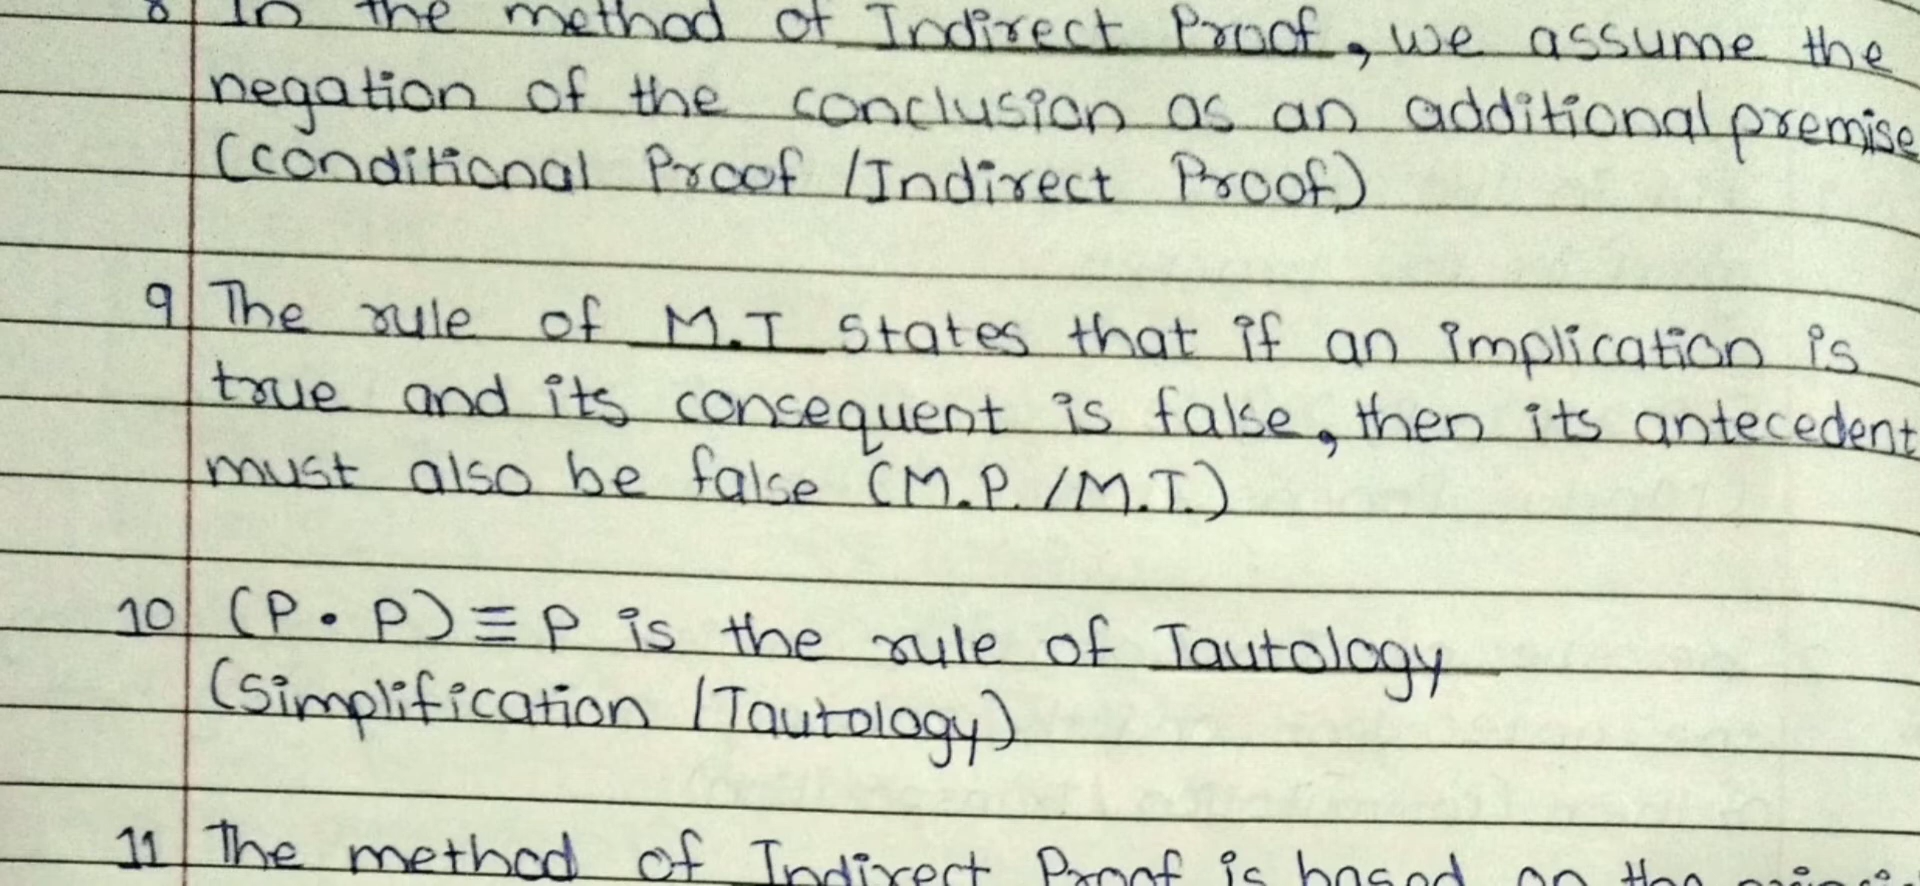 8 In the method of Indirect Proof, we assume the
negation of the conclusion as an additional premise
(conditional Proof / Indirect Proof)
9 The rule of M.T states that if an implication is
true and its consequent is false, then its antecedent
must also be false (M.P. / M.T.)
10 (P • P) ≡ P is the rule of Tautology
(Simplification / Tautology)
11 The method of Indirect Proof is based on the